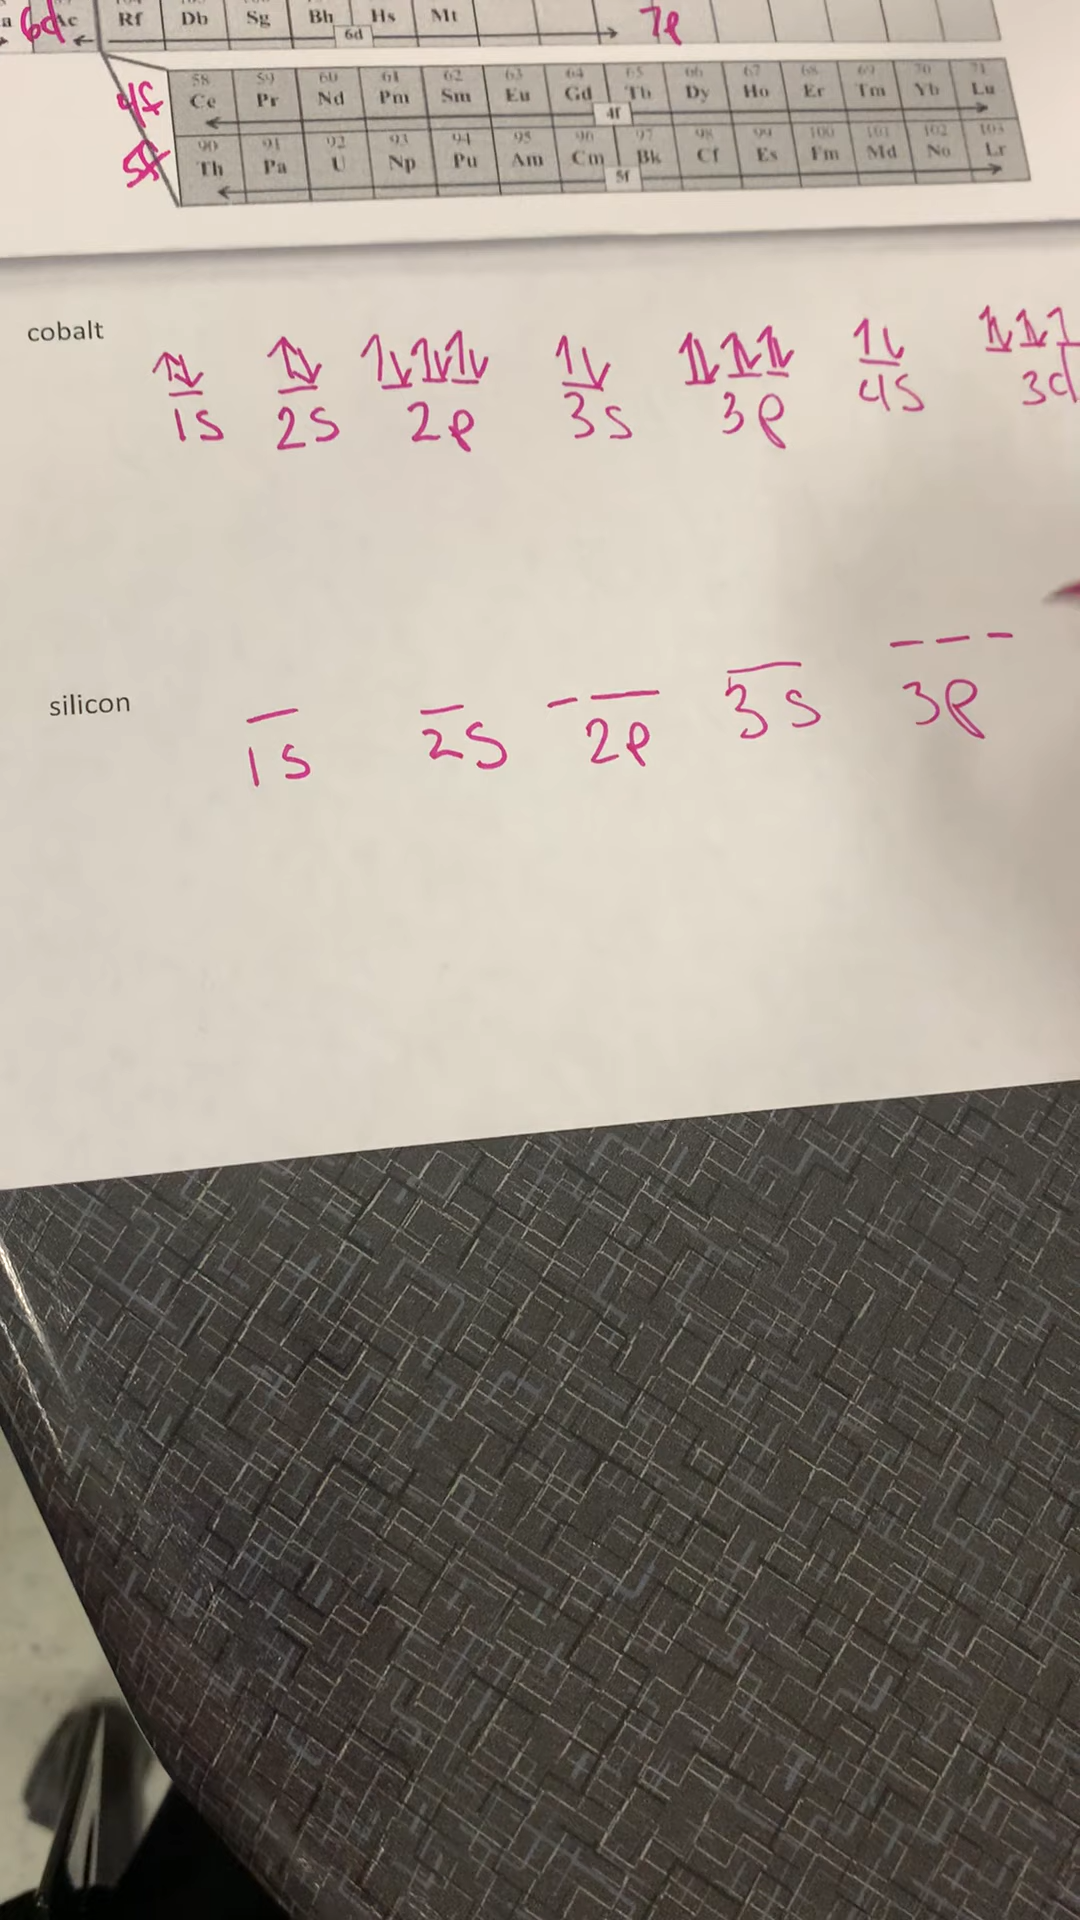 6d Ac Rf Db Sg Bh Hs Mt
6d 7p
58 59 60 61 62 63 64 65 66 67 68 69 70 71
4f Ce Pr Nd Pm Sm Eu Gd Tb Dy Ho Er Tm Yb Lu
4f
90 91 92 93 94 95 96 97 98 99 100 101 102 103
5f Th Pa U Np Pu Am Cm Bk Cf Es Fm Md No Lr
5f
cobalt
↑↓ ↑↓ ↑↓ ↑↓ ↑↓ ↑↓ ↑↓ ↑↓ ↑↓ ↑↓ ↑↓ ↑↓ ↑
1s 2s 2p 3s 3p 4s 3d
silicon
1s 2s 2p 3s 3p